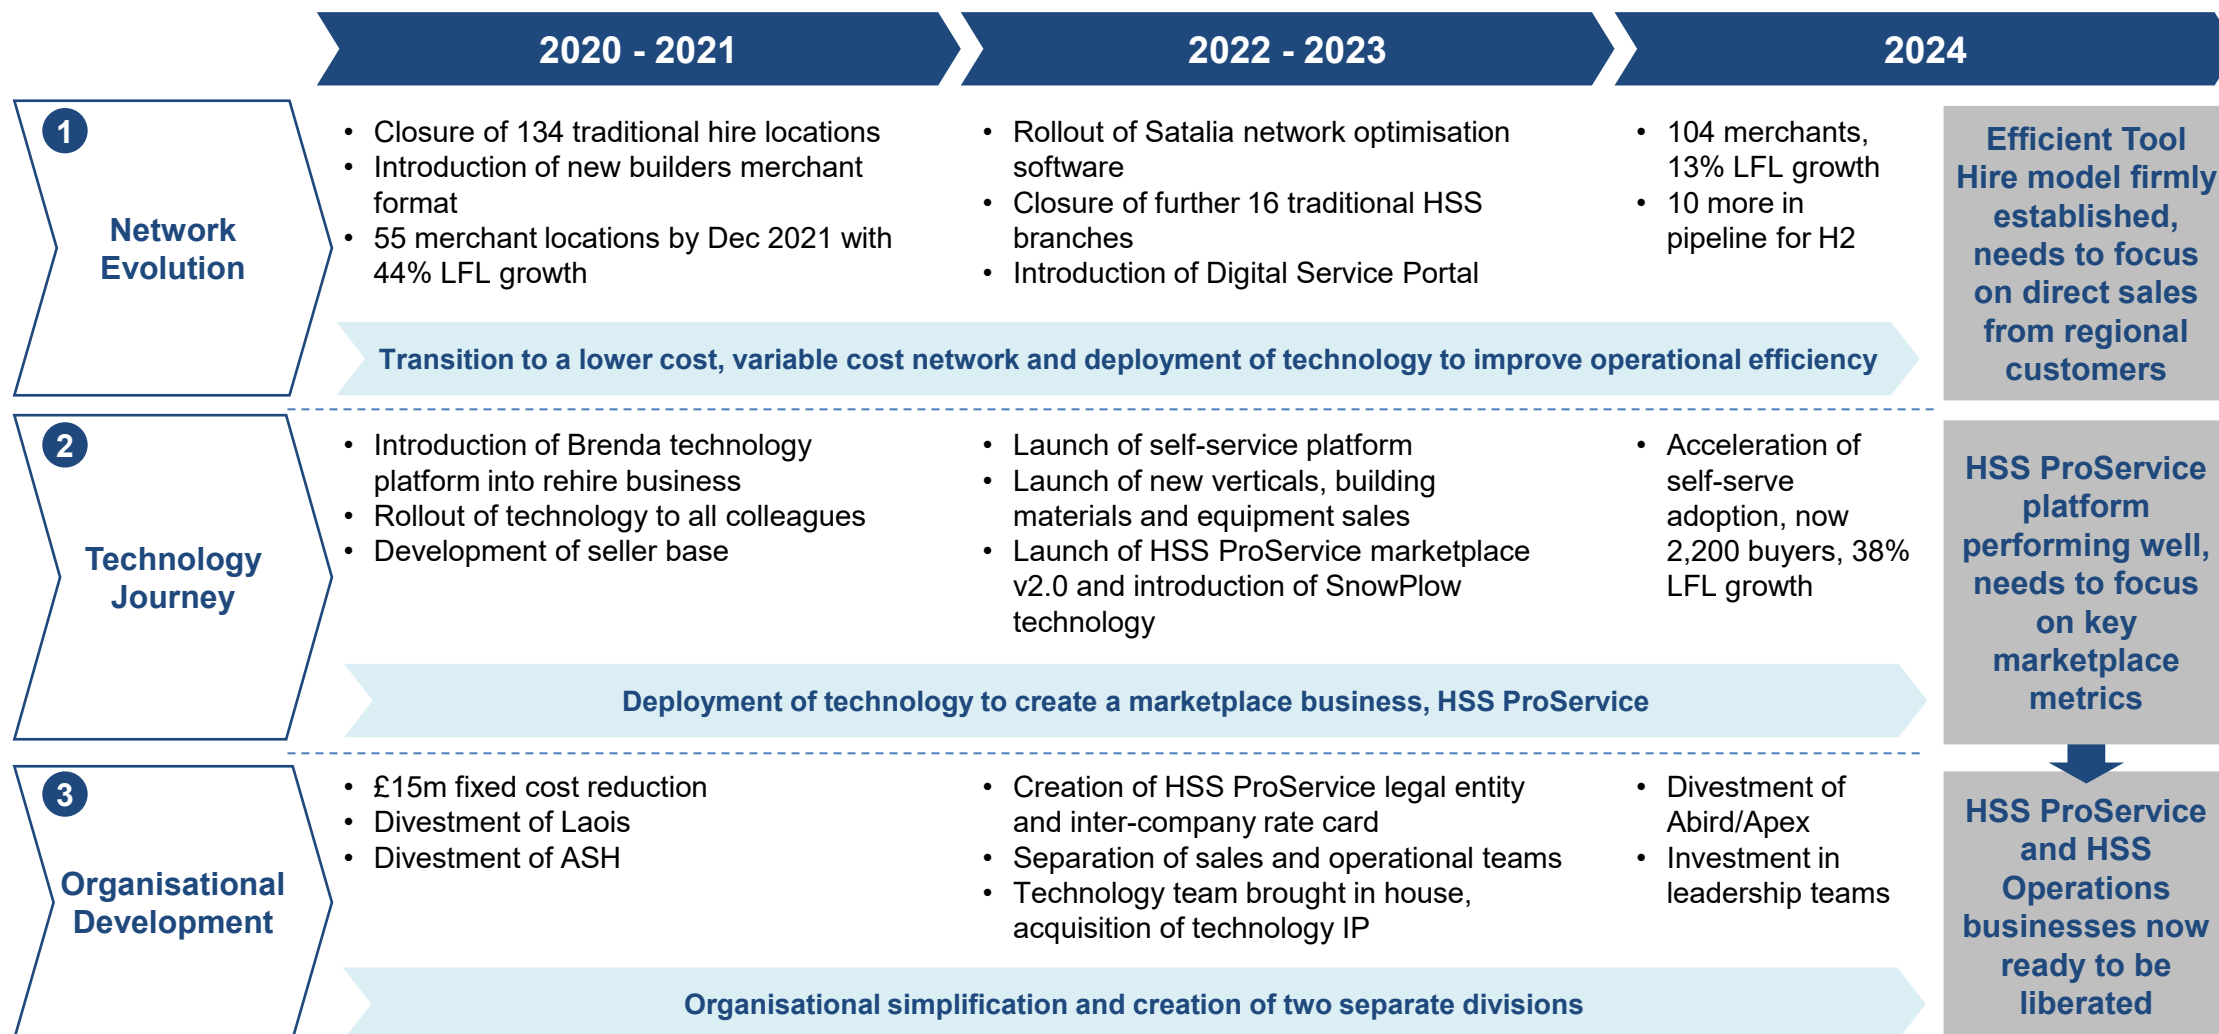 2020 - 2021
2022 - 2023
2024
1
Network
Evolution
• Closure of 134 traditional hire locations
• Introduction of new builders merchant
format
• 55 merchant locations by Dec 2021 with
44% LFL growth
• Rollout of Satalia network optimisation
software
• Closure of further 16 traditional HSS
branches
• Introduction of Digital Service Portal
• 104 merchants,
13% LFL growth
• 10 more in
pipeline for H2
Efficient Tool
Hire model firmly
established,
needs to focus
on direct sales
from regional
customers
Transition to a lower cost, variable cost network and deployment of technology to improve operational efficiency
2
Technology
Journey
• Introduction of Brenda technology
platform into rehire business
• Rollout of technology to all colleagues
• Development of seller base
• Launch of self-service platform
• Launch of new verticals, building
materials and equipment sales
• Launch of HSS ProService marketplace
v2.0 and introduction of SnowPlow
technology
• Acceleration of
self-serve
adoption, now
2,200 buyers, 38%
LFL growth
HSS ProService
platform
performing well,
needs to focus
on key
marketplace
metrics
Deployment of technology to create a marketplace business, HSS ProService
3
Organisational
Development
• £15m fixed cost reduction
• Divestment of Laois
• Divestment of ASH
• Creation of HSS ProService legal entity
and inter-company rate card
• Separation of sales and operational teams
• Technology team brought in house,
acquisition of technology IP
• Divestment of
Abird/Apex
• Investment in
leadership teams
HSS ProService
and HSS
Operations
businesses now
ready to be
liberated
Organisational simplification and creation of two separate divisions